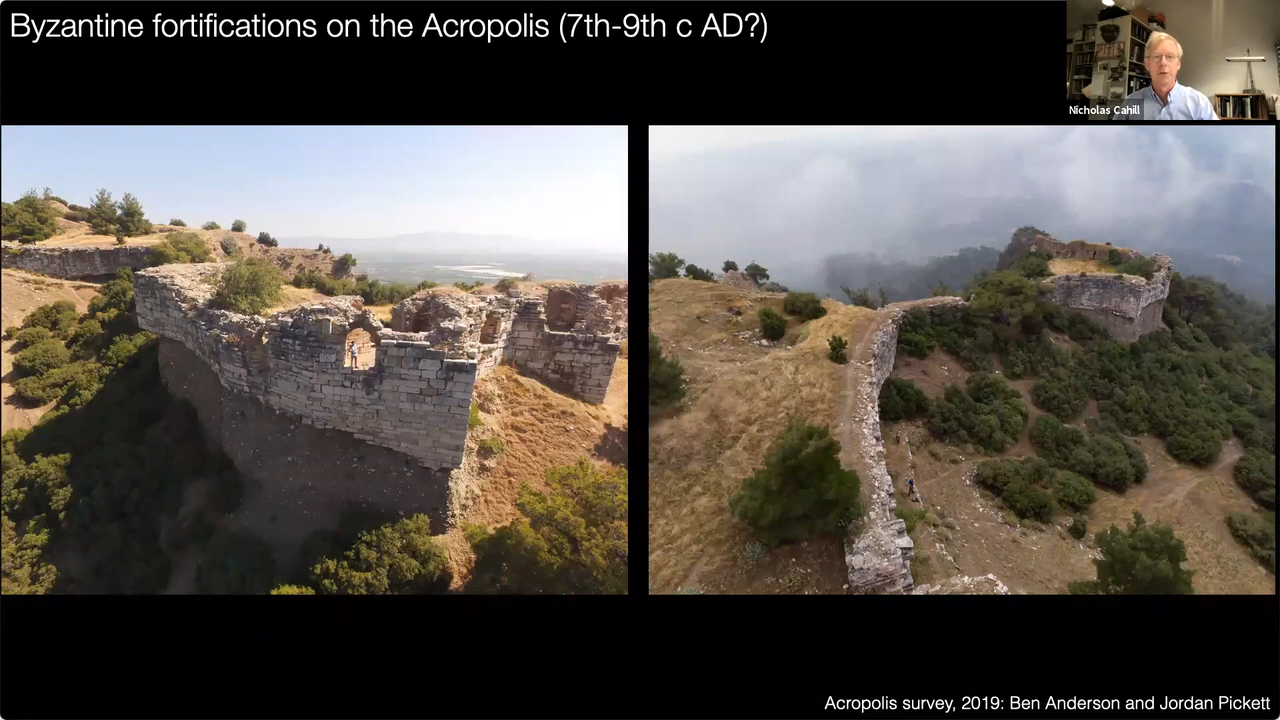 Byzantine fortifications on the Acropolis (7th-9th c AD?)
Nicholas Cahill
Acropolis survey, 2019: Ben Anderson and Jordan Pickett